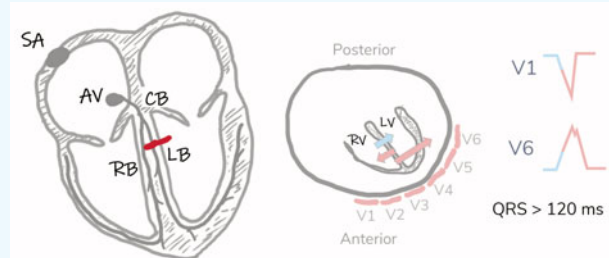 SA
AV
CB
RB
LB
Posterior
RV
LV
V6
V5
V4
V3
V1
V2
Anterior
V1
V6
QRS > 120 ms